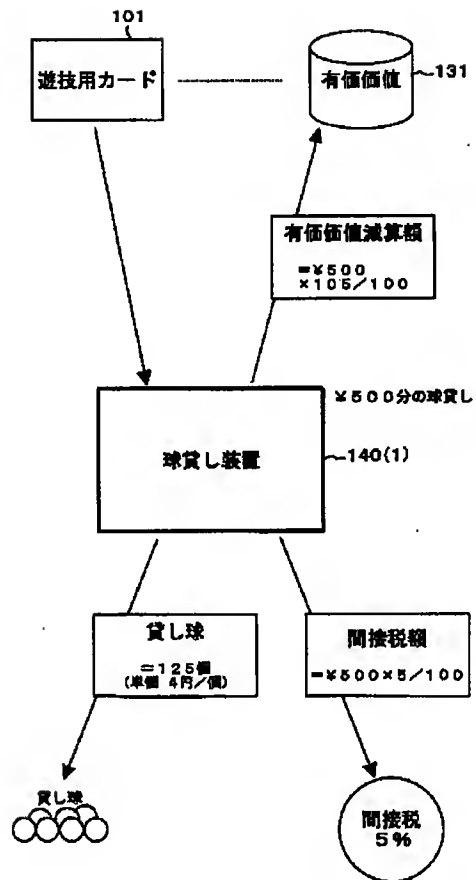 101
遊技用カード
有価価値
131
有価価値減算額
=¥500
×105/100
¥500分の球貸し
球貸し装置
140(1)
貸し球
=125個
(単価 4円/個)
間接税額
=¥500×5/100
貸し球
間接税
5%